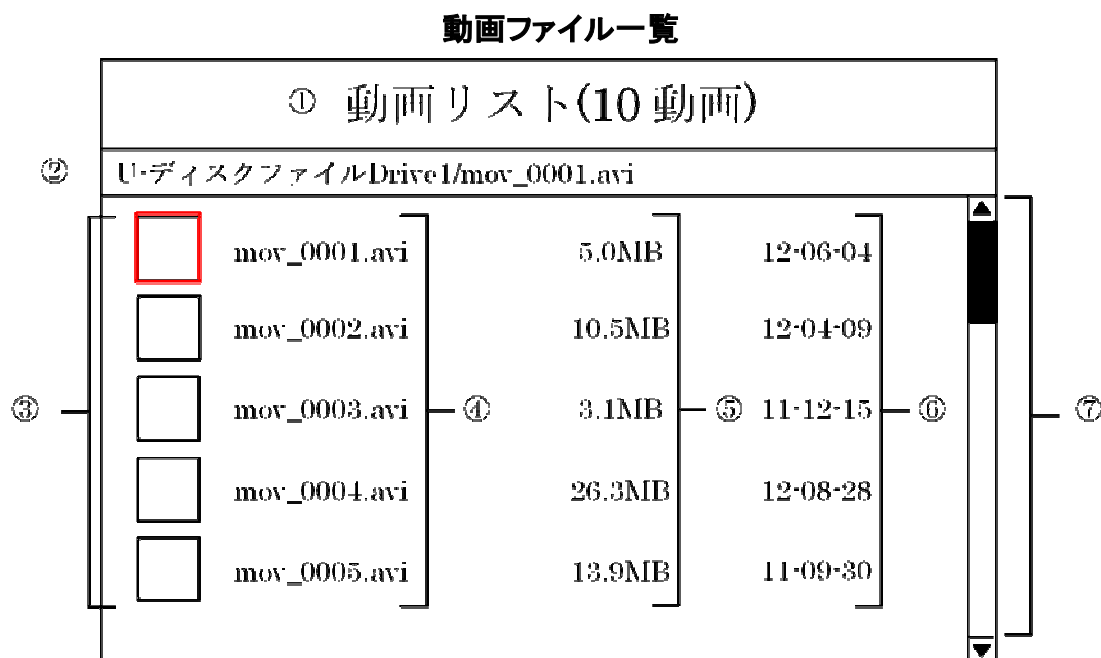 動画ファイル一覧
① 動画リスト(10 動画)
② U-ディスクファイルDrive1/mov_0001.avi
mov_0001.avi 5.0MB 12-06-04
mov_0002.avi 10.5MB 12-04-09
③ mov_0003.avi ④ 3.1MB ⑤ 11-12-15 ⑥ ⑦
mov_0004.avi 26.3MB 12-08-28
mov_0005.avi 13.9MB 11-09-30